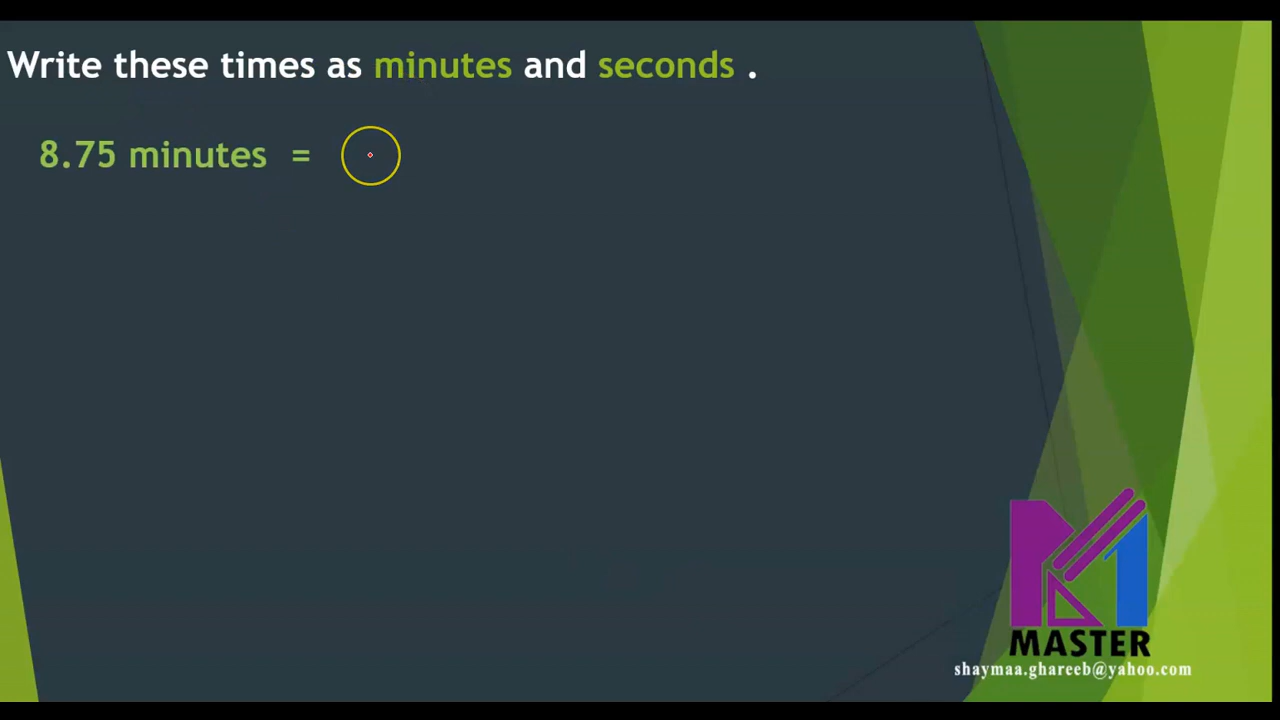 Write these times as minutes and seconds .
8.75 minutes =
MASTER
shaymaa.ghareeb@yahoo.com